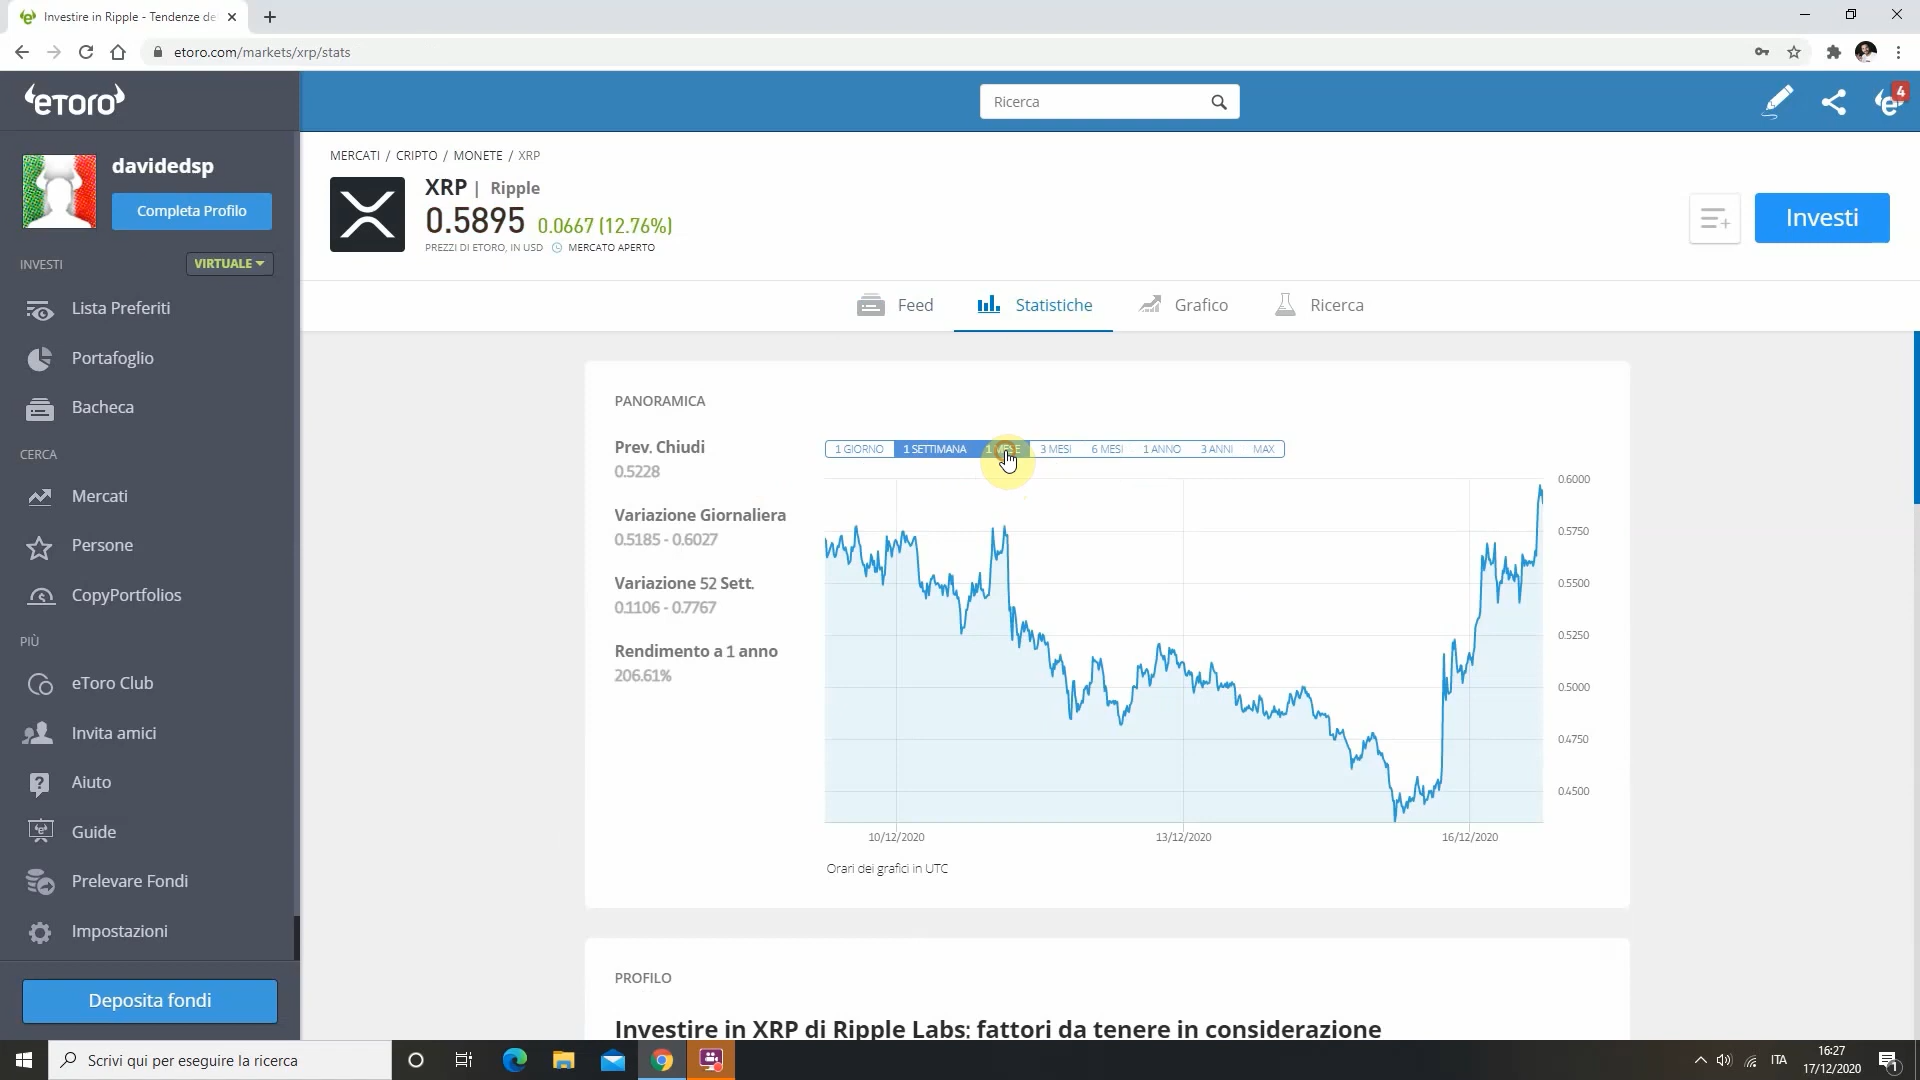 Investire in Ripple - Tendenze de
etoro.com/markets/xrp/stats
eToro
Ricerca
4
davidedsp
Completa Profilo
INVESTI
VIRTUALE
Lista Preferiti
Portafoglio
Bacheca
CERCA
Mercati
Persone
CopyPortfolios
PIÙ
eToro Club
Invita amici
Aiuto
Guide
Prelevare Fondi
Impostazioni
Deposita fondi
MERCATI / CRIPTO / MONETE / XRP
XRP | Ripple
0.5895 0.0667 (12.76%)
PREZZI DI ETORO, IN USD MERCATO APERTO
Investi
Feed
Statistiche
Grafico
Ricerca
PANORAMICA
Prev. Chiudi
0.5228
Variazione Giornaliera
0.5185 - 0.6027
Variazione 52 Sett.
0.1106 - 0.7767
Rendimento a 1 anno
206.61%
1 GIORNO 1 SETTIMANA 1 MESE 3 MESI 6 MESI 1 ANNO 3 ANNI MAX
0.6000
0.5750
0.5500
0.5250
0.5000
0.4750
0.4500
10/12/2020 13/12/2020 16/12/2020
Orari dei grafici in UTC
PROFILO
Investire in XRP di Ripple Labs: fattori da tenere in considerazione
Scrivi qui per eseguire la ricerca
ITA
16:27
17/12/2020
1